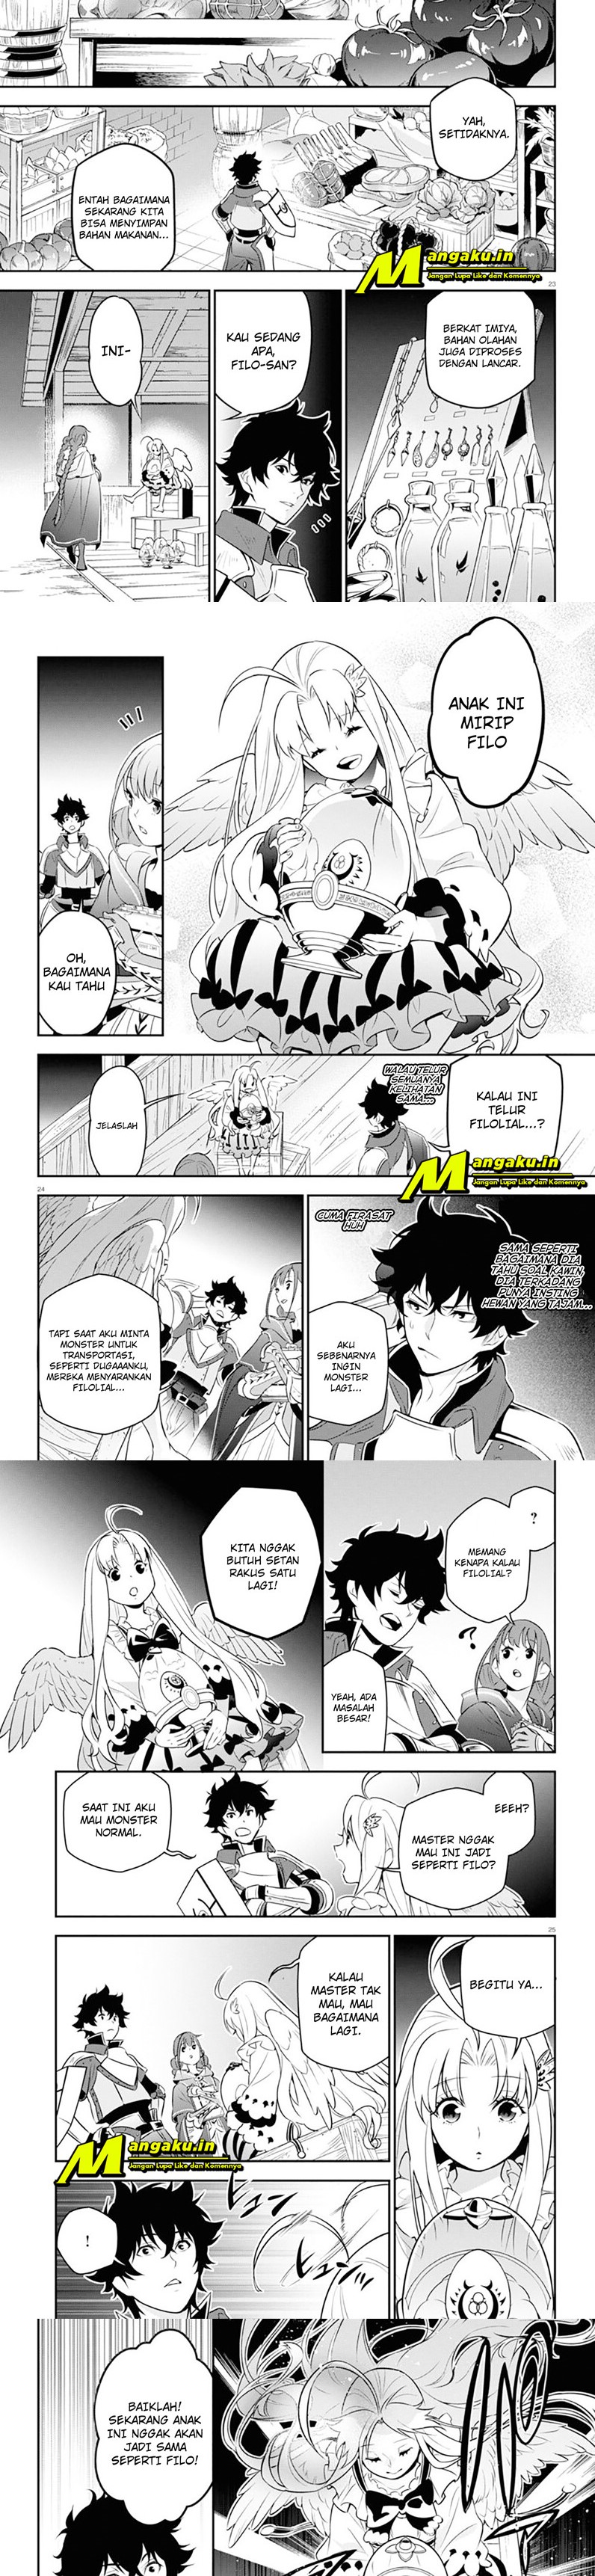 YAH,
SETIDAKNYA.
ENTAH BAGAIMANA
SEKARANG KITA
BISA MENYIMPAN
BAHAN MAKANAN...
Mangaku.in
Jangan Lupa Like dan Komennya
23
BERKAT IMIYA,
BAHAN OLAHAN
JUGA DIPROSES
DENGAN LANCAR.
KAU SEDANG
APA,
FILO-SAN?
INI-
ANAK INI
MIRIP
FILO
OH,
BAGAIMANA
KAU TAHU
KALAU INI
TELUR
FILOLIAL...?
WALAU TELUR
SEMUANYA
KELIHATAN
SAMA...
JELASLAH
Mangaku.in
Jangan Lupa Like dan Komennya
24
CUMA FIRASAT
HUH
SAMA SEPERTI
BAGAIMANA DIA
TAHU SOAL KAWIN,
DIA TERKADANG
PUNYA INSTING
HEWAN YANG TAJAM...
AKU
SEBENARNYA
INGIN
MONSTER
LAGI...
TAPI SAAT AKU MINTA
MONSTER UNTUK
TRANSPORTASI,
SEPERTI DUGAAANKU,
MEREKA MENYARANKAN
FILOLIAL...
?
MEMANG
KENAPA KALAU
FILOLIAL?
?
YEAH, ADA
MASALAH
BESAR!
KITA NGGAK
BUTUH SETAN
RAKUS SATU
LAGI!
EEEH?
MASTER NGGAK
MAU INI JADI
SEPERTI FILO?
SAAT INI AKU
MAU MONSTER
NORMAL.
25
BEGITU YA...
KALAU
MASTER TAK
MAU, MAU
BAGAIMANA
LAGI.
Mangaku.in
Jangan Lupa Like dan Komennya
!
BAIKLAH!
SEKARANG ANAK
INI NGGAK AKAN
JADI SAMA
SEPERTI FILO!